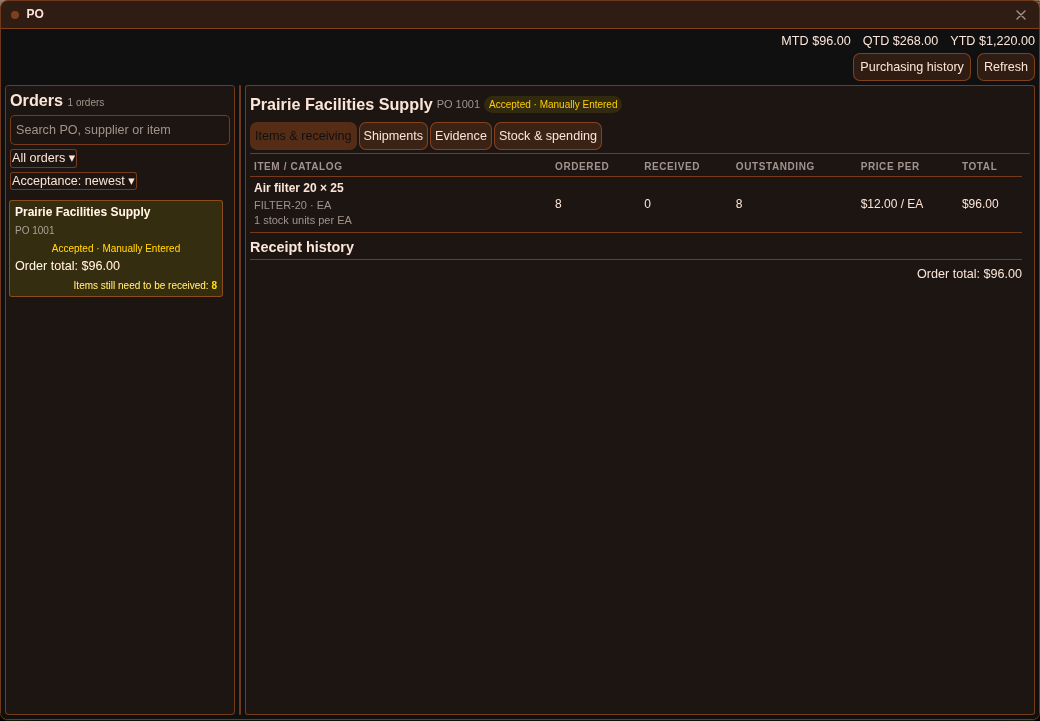 PO
MTD $96.00 QTD $268.00 YTD $1,220.00
Purchasing history Refresh
Orders 1 orders
Search PO, supplier or item
All orders ▾
Acceptance: newest ▾
Prairie Facilities Supply
PO 1001
Accepted · Manually Entered
Order total: $96.00
Items still need to be received: 8
Prairie Facilities Supply PO 1001 Accepted · Manually Entered
Items & receiving Shipments Evidence Stock & spending
ITEM / CATALOG ORDERED RECEIVED OUTSTANDING PRICE PER TOTAL
Air filter 20 × 25
FILTER-20 · EA 8 0 8 $12.00 / EA $96.00
1 stock units per EA
Receipt history
Order total: $96.00